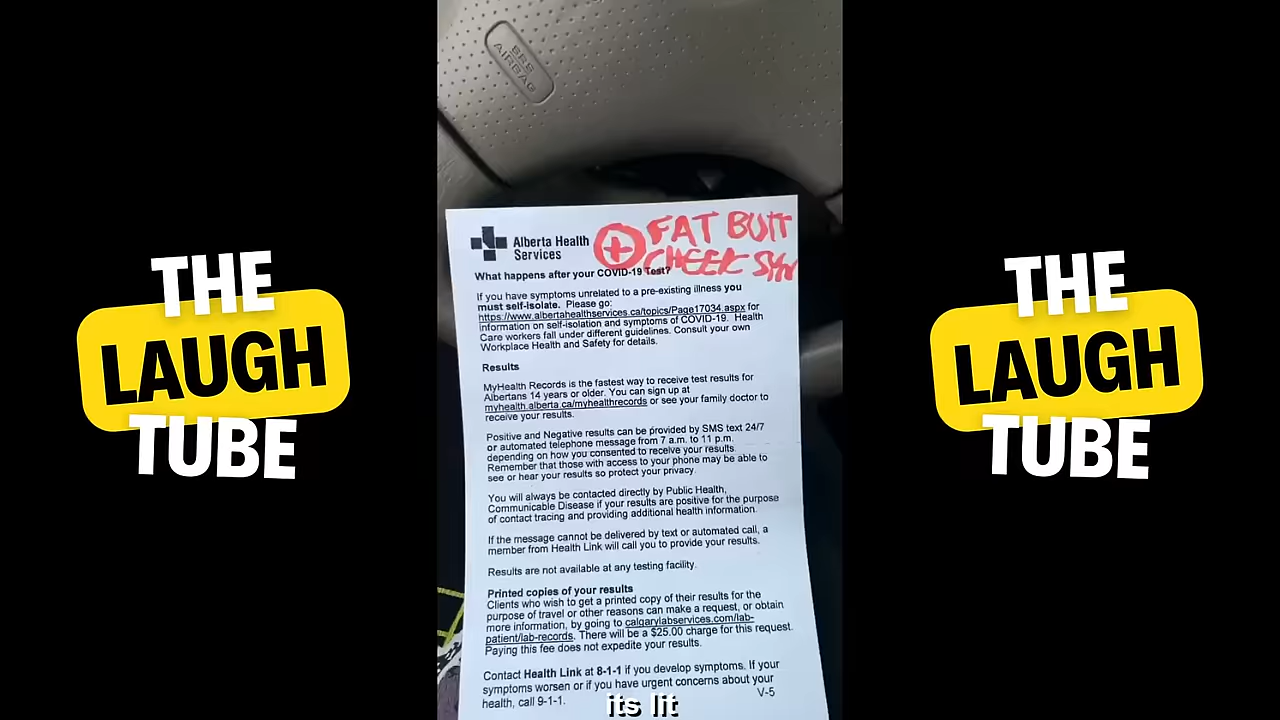 SRS
AIRBAG
THE
LAUGH
TUBE
THE
LAUGH
TUBE
Alberta Health
Services
FAT BUTT
CHEEK
What happens after your COVID-19 Test?
If you have symptoms unrelated to a pre-existing illness you
must self-isolate. Please go:
https://www.albertahealthservices.ca/topics/Page17034.aspx for
information on self-isolation and symptoms of COVID-19. Health
Care workers fall under different guidelines. Consult your own
Workplace Health and Safety for details.
Results
MyHealth Records is the fastest way to receive test results for
Albertans 14 years or older. You can sign up at
myhealth.alberta.ca/myhealthrecords or see your family doctor to
receive your results.
Positive and Negative results can be provided by SMS text 24/7
or automated telephone message from 7 a.m. to 11 p.m.
depending on how you consented to receive your results.
Remember that those with access to your phone may be able to
see or hear your results so protect your privacy.
You will always be contacted directly by Public Health,
Communicable Disease if your results are positive for the purpose
of contact tracing and providing additional health information.
If the message cannot be delivered by text or automated call, a
member from Health Link will call you to provide your results.
Results are not available at any testing facility.
Printed copies of your results
Clients who wish to get a printed copy of their results for the
purpose of travel or other reasons can make a request, or obtain
more information, by going to calgarylabservices.com/lab-
patient/lab-records. There will be a $25.00 charge for this request.
Paying this fee does not expedite your results.
Contact Health Link at 8-1-1 if you develop symptoms. If your
symptoms worsen or if you have urgent concerns about your
health, call 9-1-1.
V-5
its lit